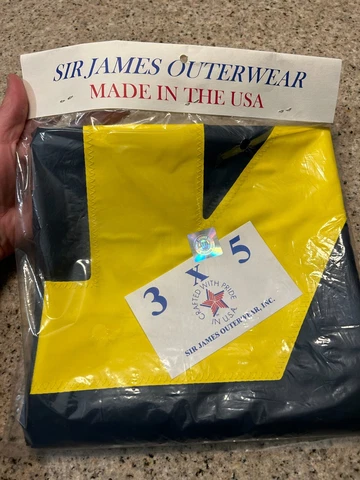 SIR JAMES OUTERWEAR
MADE IN THE USA
3 X 5
CRAFTED WITH PRIDE
IN U.S.A.
SIR JAMES OUTERWEAR, INC.